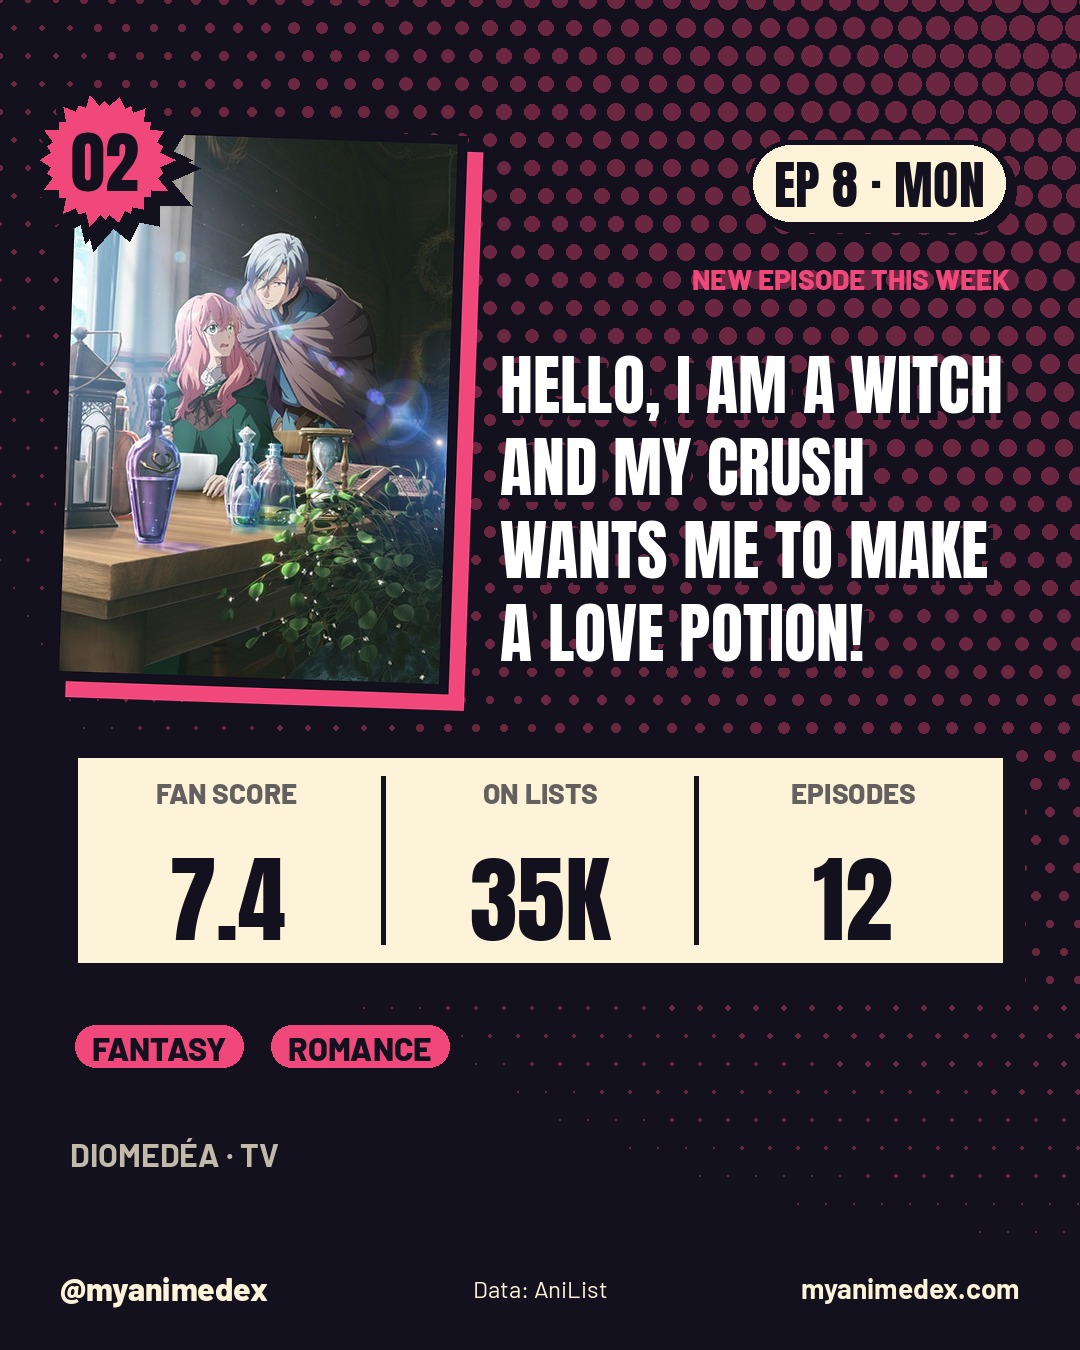 02
EP 8 · MON
NEW EPISODE THIS WEEK
HELLO, I AM A WITCH
AND MY CRUSH
WANTS ME TO MAKE
A LOVE POTION!
FAN SCORE
ON LISTS
EPISODES
7.4
35K
12
FANTASY
ROMANCE
DIOMEDÉA · TV
@myanimedex
Data: AniList
myanimedex.com